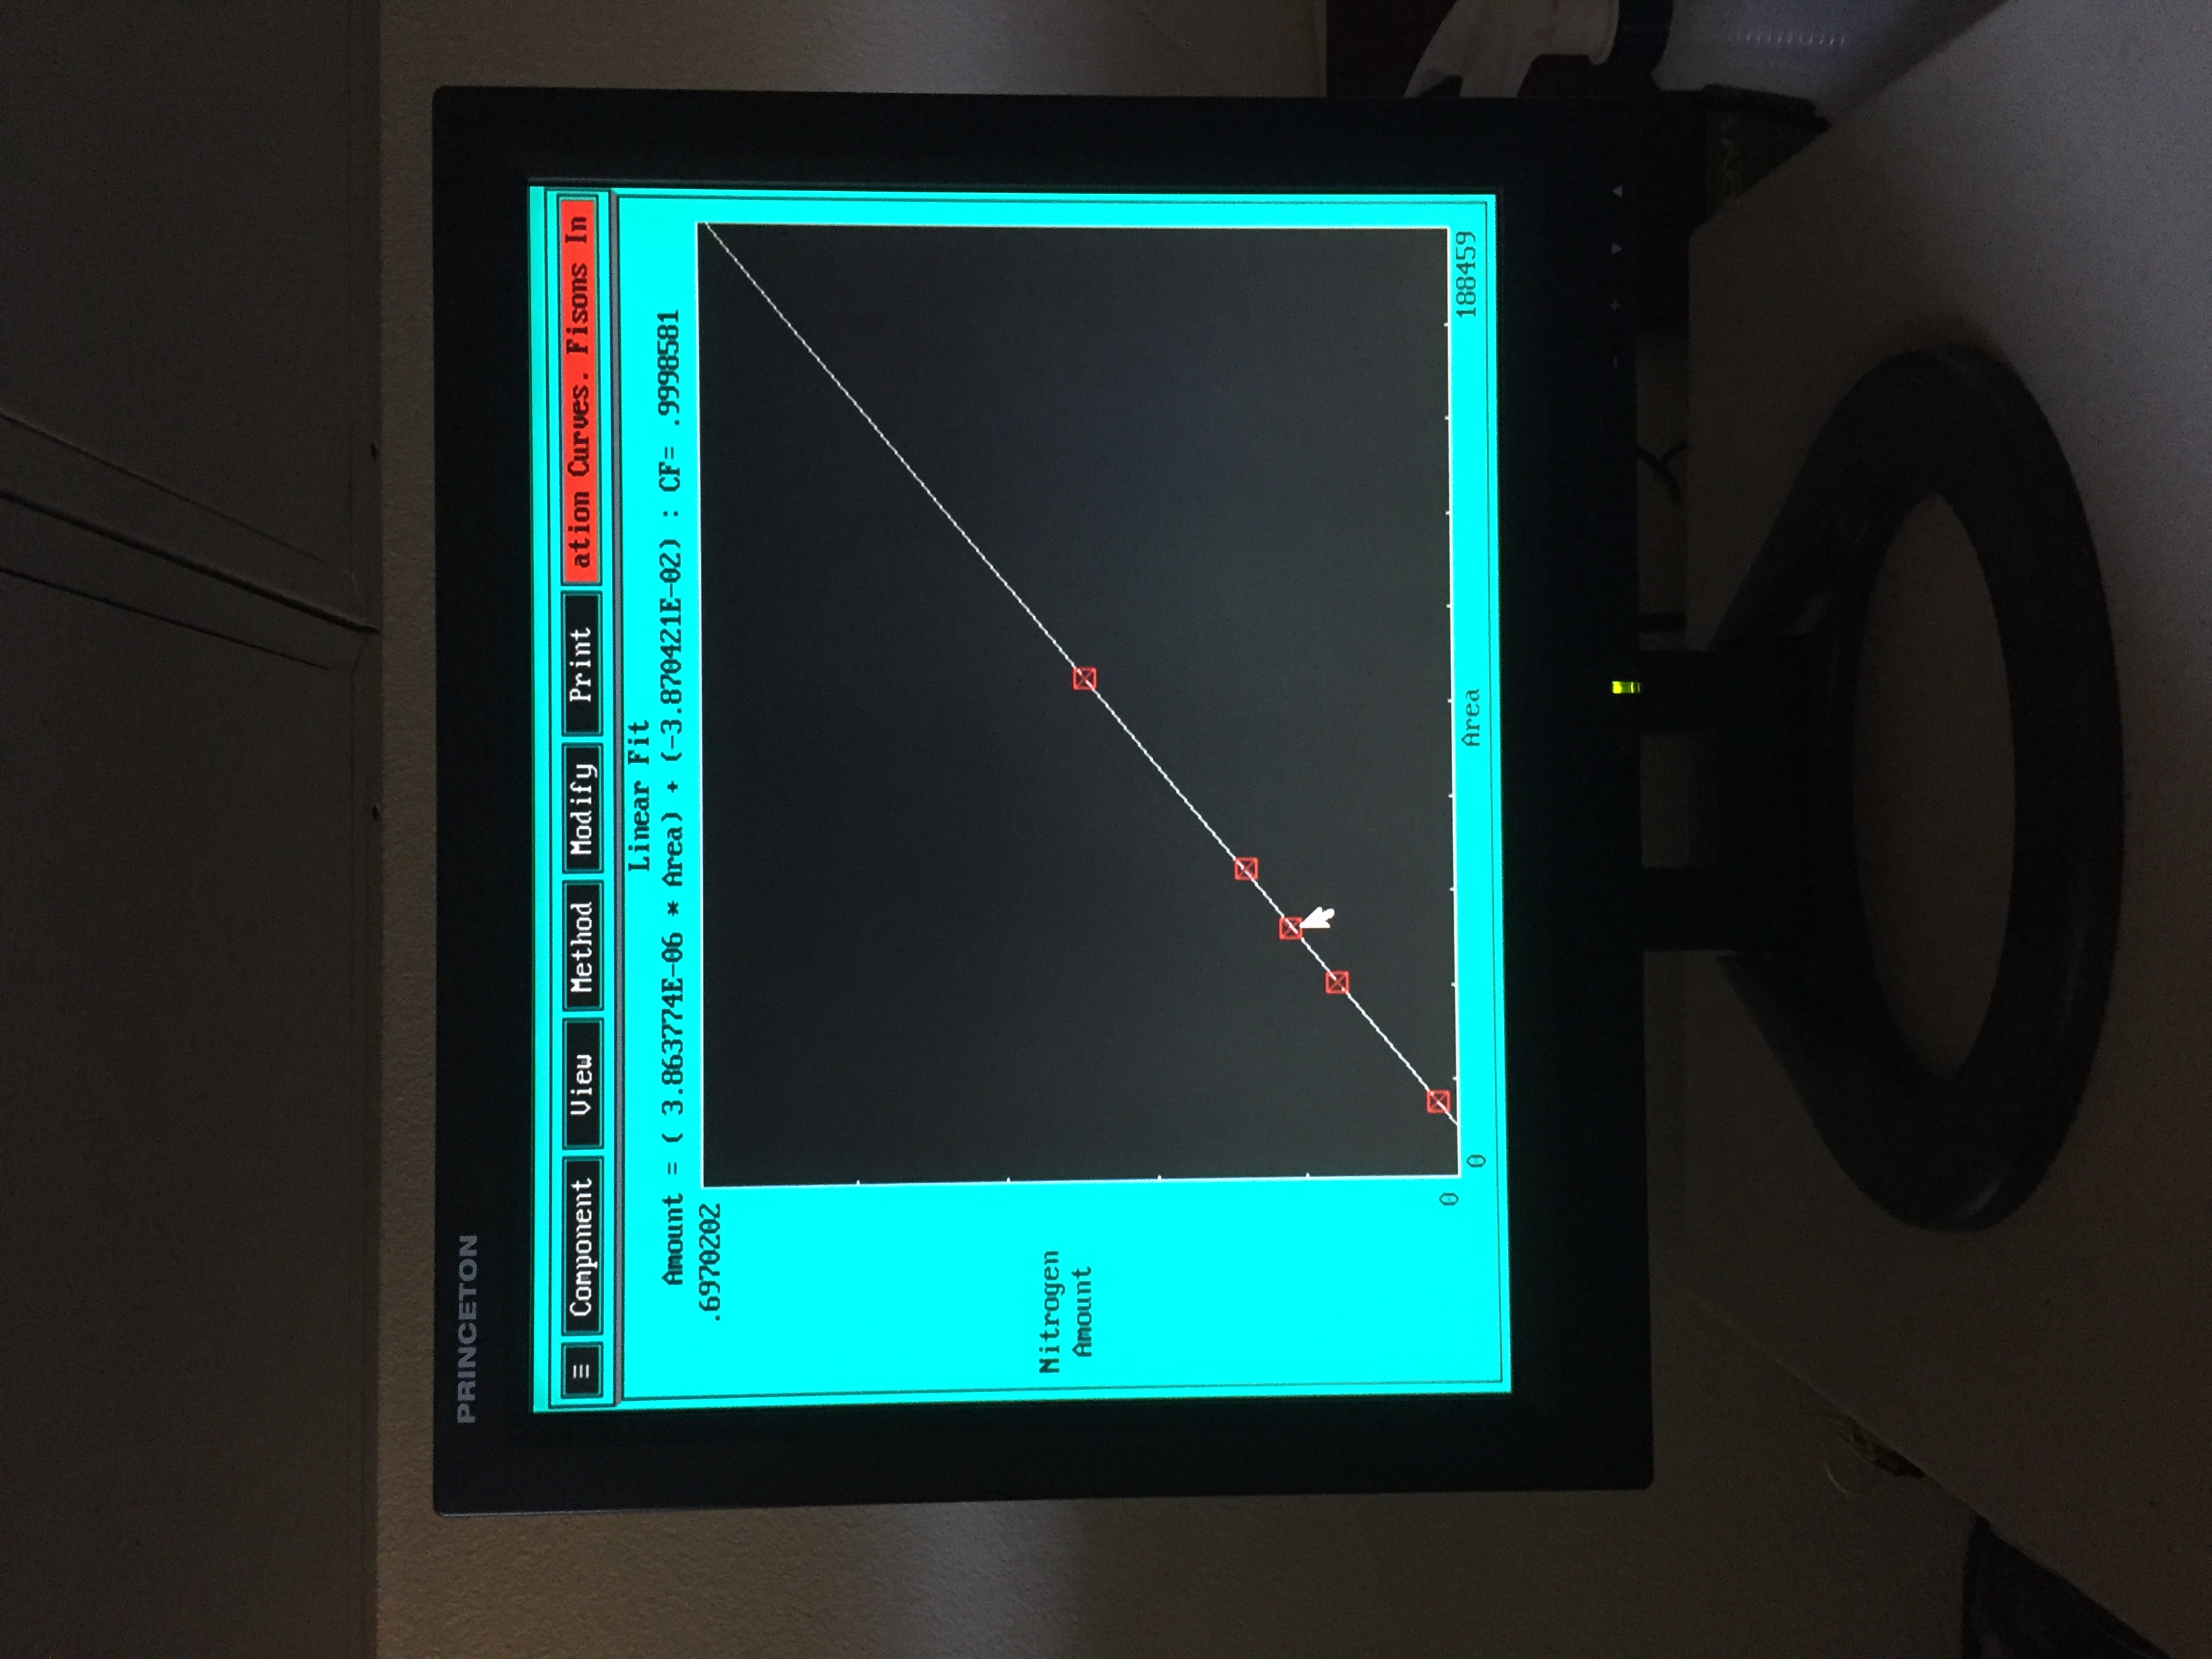 PRINCETON
≡ Component View Method Modify Print ation Curves. Fisons In
Linear Fit
Amount = ( 3.863774E-06 * Area) + (-3.870421E-02) : CF= .9998581
.6970202
Nitrogen
Amount
0
0 Area 188459
- + ▼ ▲